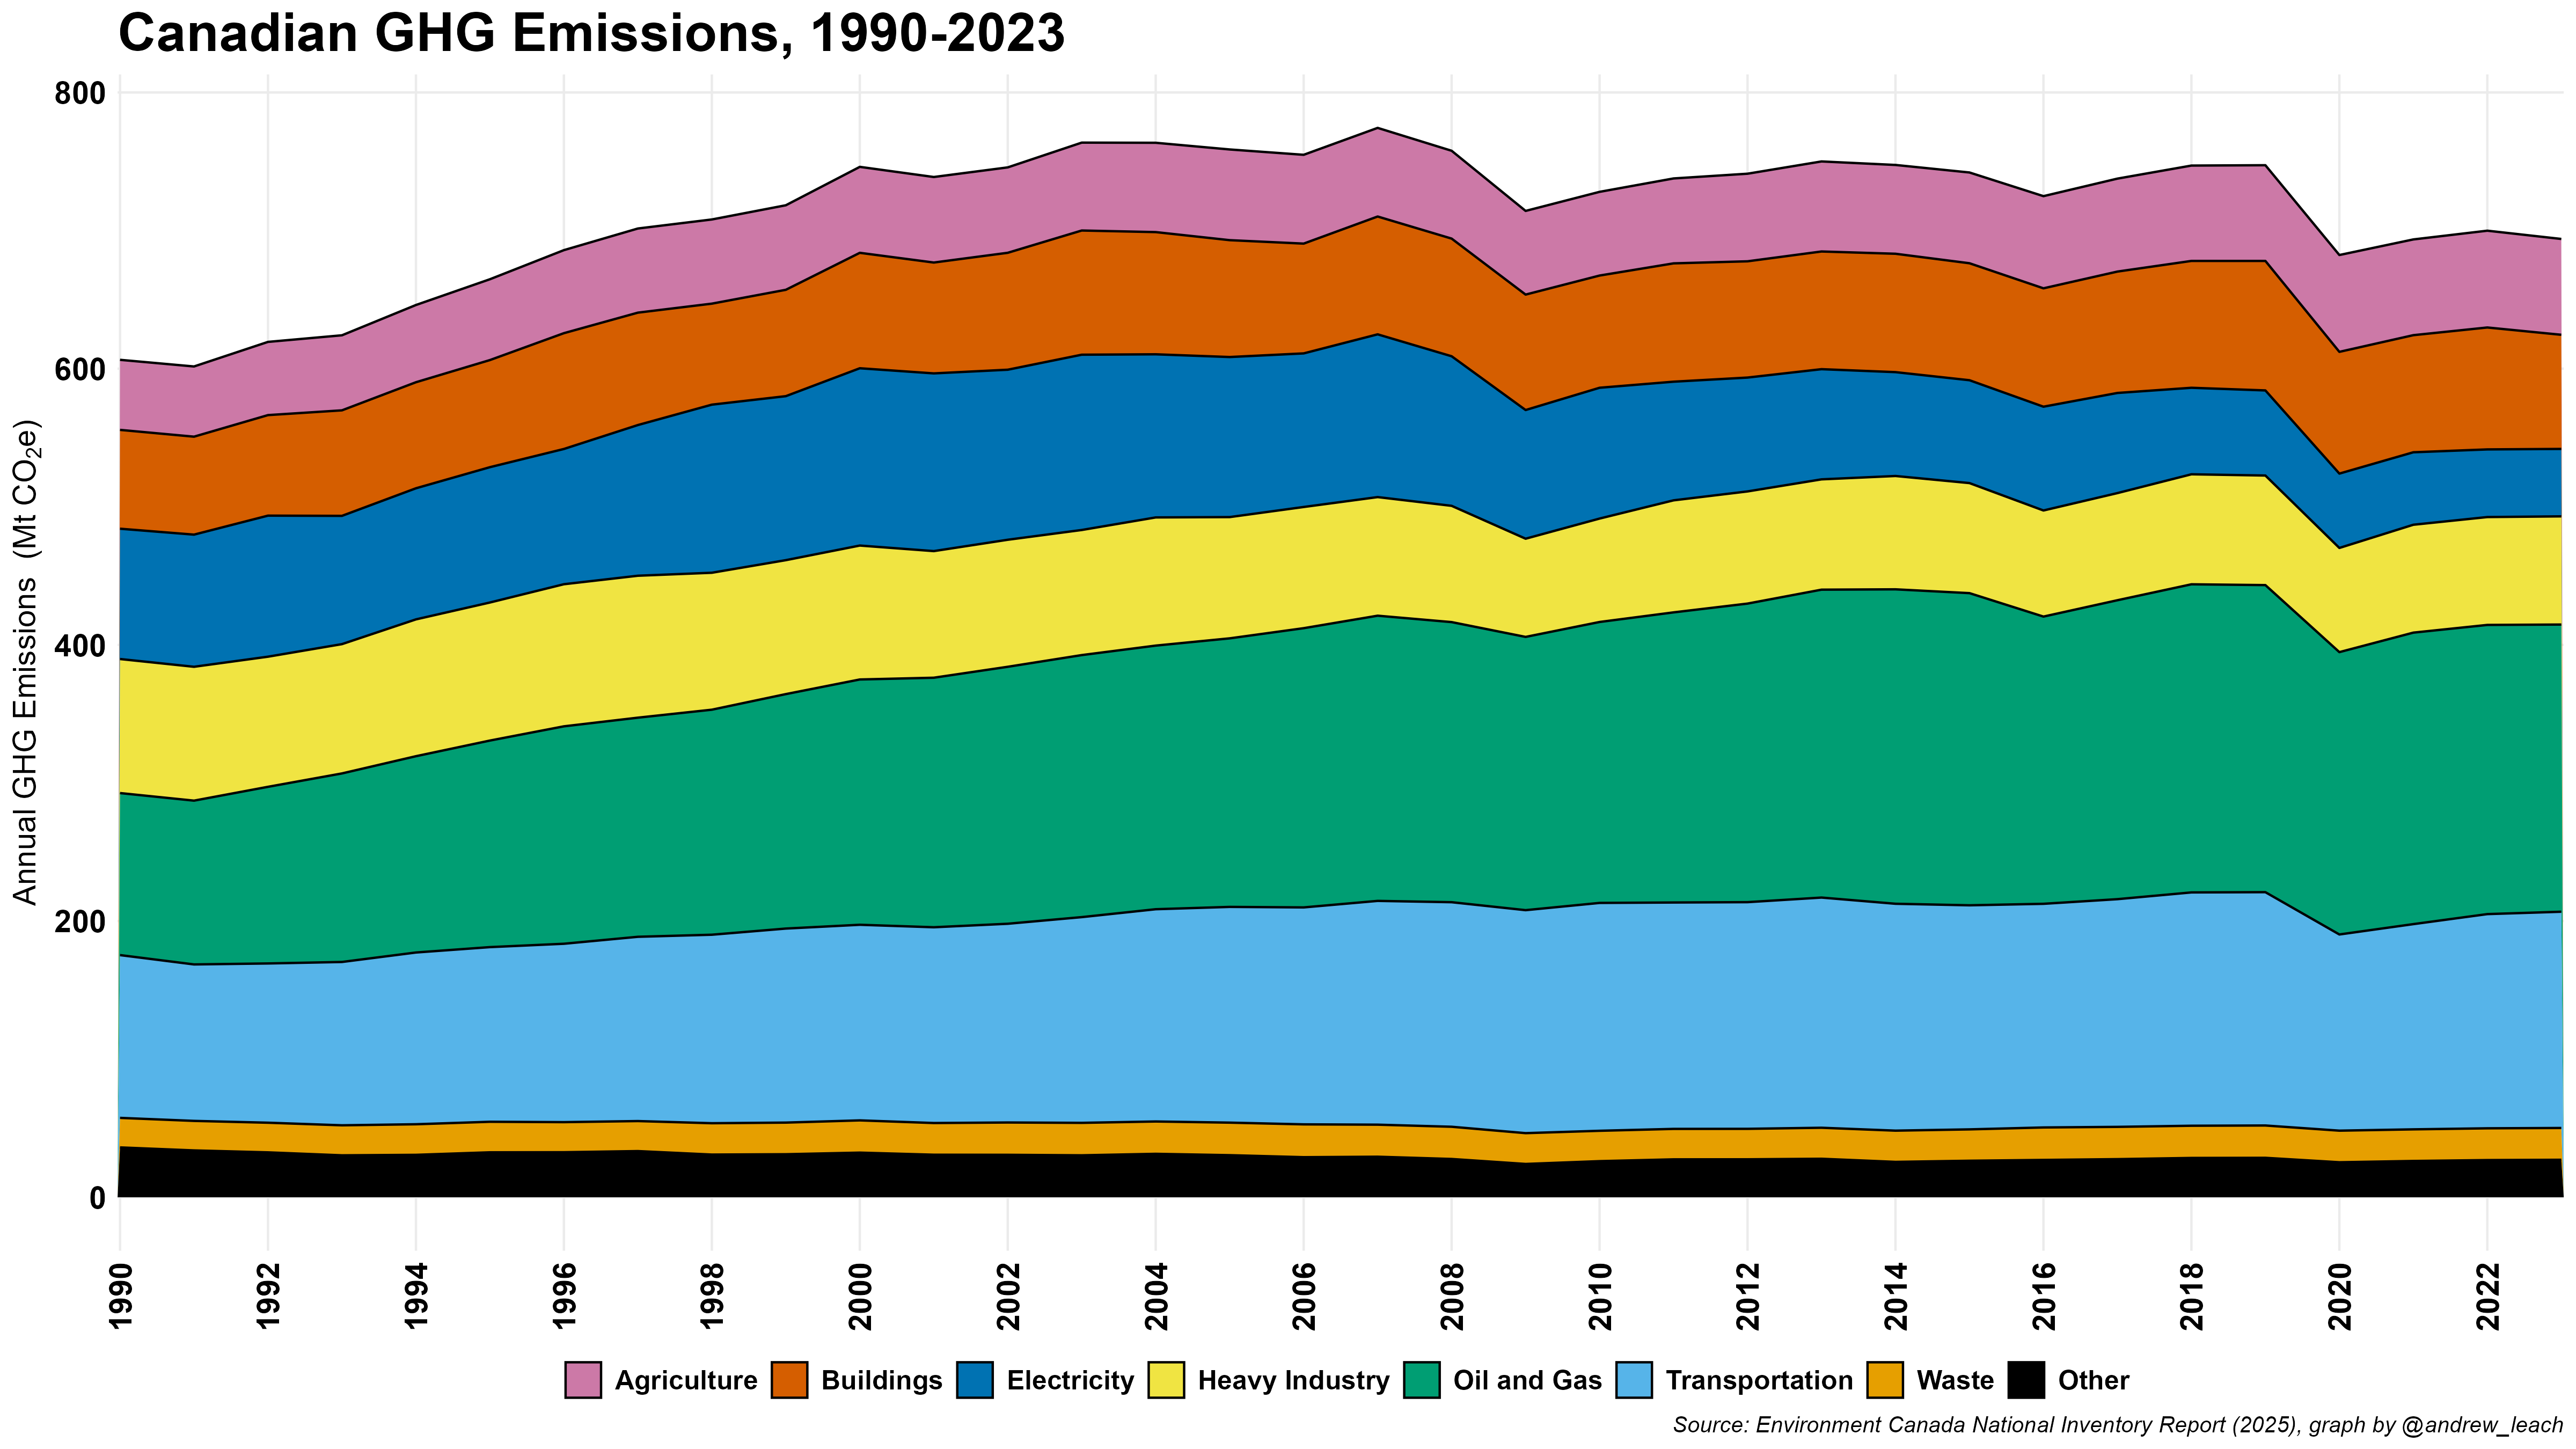 Canadian GHG Emissions, 1990-2023
Annual GHG Emissions (Mt CO₂e)
800
600
400
200
0
1990 1992 1994 1996 1998 2000 2002 2004 2006 2008 2010 2012 2014 2016 2018 2020 2022
Agriculture Buildings Electricity Heavy Industry Oil and Gas Transportation Waste Other
Source: Environment Canada National Inventory Report (2025), graph by @andrew_leach